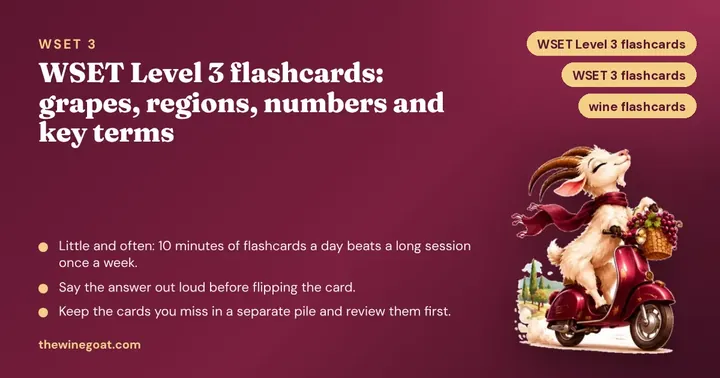 WSET 3
WSET Level 3 flashcards:
grapes, regions, numbers and
key terms
WSET Level 3 flashcards
WSET 3 flashcards
wine flashcards
Little and often: 10 minutes of flashcards a day beats a long session
once a week.
Say the answer out loud before flipping the card.
Keep the cards you miss in a separate pile and review them first.
thewinegoat.com